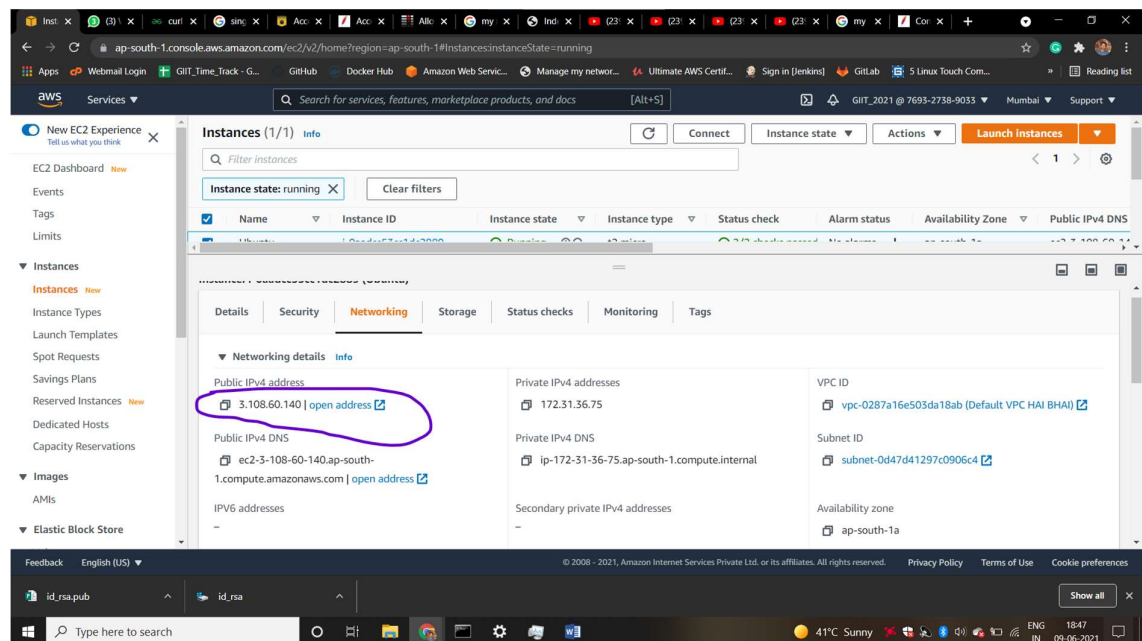 Inst
(3) \
curl
sing
Acc
Acc
Allo
my
Ind
(23
(23
(23
(23
my
Con
ap-south-1.console.aws.amazon.com/ec2/v2/home?region=ap-south-1#Instances:instanceState=running
Apps Webmail Login GIIT_Time_Track - G... GitHub Docker Hub Amazon Web Servic... Manage my networ... Ultimate AWS Certif... Sign in [Jenkins] GitLab 5 Linux Touch Com... » Reading list
aws Services ▼ Search for services, features, marketplace products, and docs [Alt+S] GIIT_2021 @ 7693-2738-9033 ▼ Mumbai ▼ Support ▼
New EC2 Experience
Tell us what you think
EC2 Dashboard New
Events
Tags
Limits
Instances
Instances New
Instance Types
Launch Templates
Spot Requests
Savings Plans
Reserved Instances New
Dedicated Hosts
Capacity Reservations
Images
AMIs
Elastic Block Store
Instances (1/1) Info
Connect Instance state ▼ Actions ▼ Launch instances ▼
Filter instances
1
Instance state: running X Clear filters
Name Instance ID Instance state Instance type Status check Alarm status Availability Zone Public IPv4 DNS
Details Security Networking Storage Status checks Monitoring Tags
▼ Networking details Info
Public IPv4 address
3.108.60.140 | open address
Private IPv4 addresses
172.31.36.75
VPC ID
vpc-0287a16e503da18ab (Default VPC HAI BHAI)
Public IPv4 DNS
ec2-3-108-60-140.ap-south-
1.compute.amazonaws.com | open address
Private IPv4 DNS
ip-172-31-36-75.ap-south-1.compute.internal
Subnet ID
subnet-0d47d41297c0906c4
IPV6 addresses
–
Secondary private IPv4 addresses
–
Availability zone
ap-south-1a
Feedback English (US) ▼ © 2008 - 2021, Amazon Internet Services Private Ltd. or its affiliates. All rights reserved. Privacy Policy Terms of Use Cookie preferences
id_rsa.pub id_rsa Show all
Type here to search
41°C Sunny
ENG
IN
18:47
09-06-2021